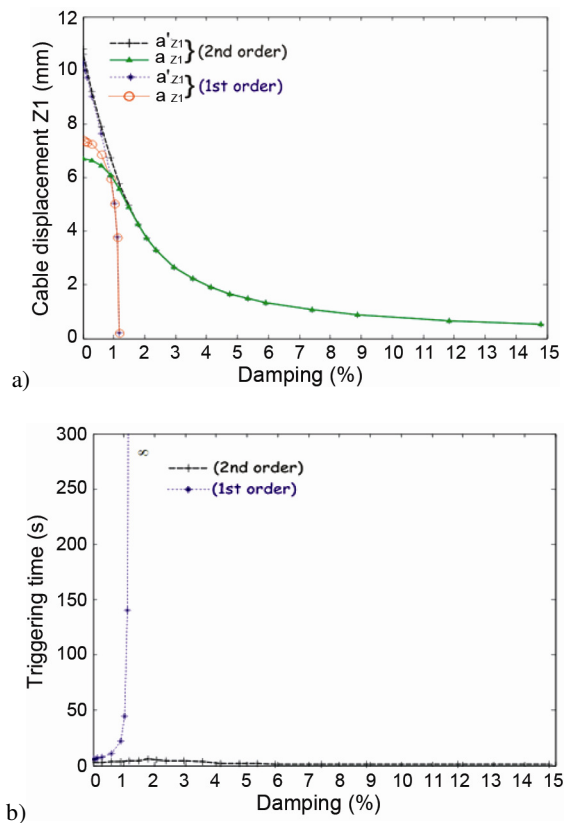 12
10
8
6
4
2
0
Cable displacement Z1 (mm)
a'Z1
a Z1
} (2nd order)
a'Z1
a Z1
} (1st order)
0 1 2 3 4 5 6 7 8 9 10 11 12 13 14 15
Damping (%)
a)
300
250
200
150
100
50
0
Triggering time (s)
∞
(2nd order)
(1st order)
0 1 2 3 4 5 6 7 8 9 10 11 12 13 14 15
Damping (%)
b)